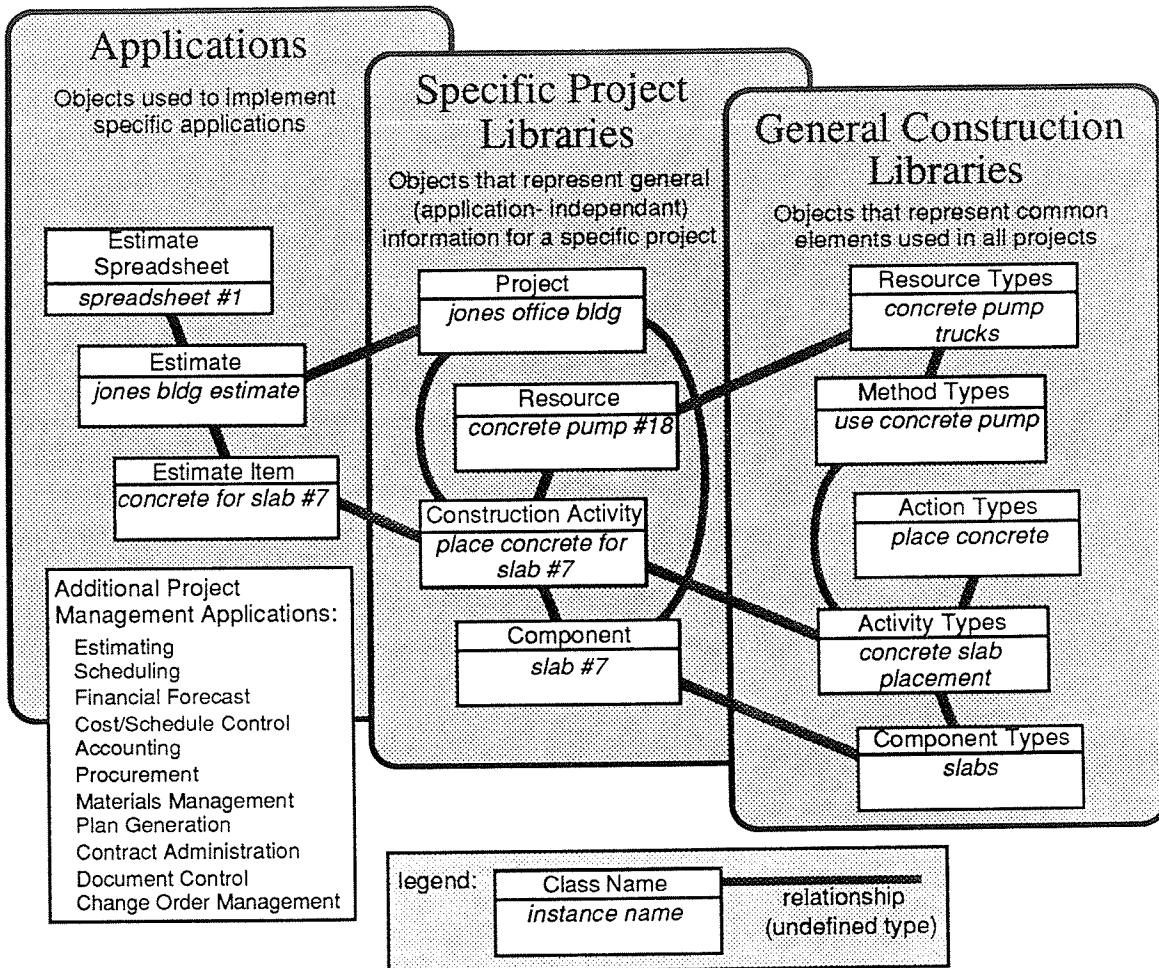 Applications
Objects used to implement
specific applications
Estimate
Spreadsheet
spreadsheet #1
Estimate
jones bldg estimate
Estimate Item
concrete for slab #7
Additional Project
Management Applications:
Estimating
Scheduling
Financial Forecast
Cost/Schedule Control
Accounting
Procurement
Materials Management
Plan Generation
Contract Administration
Document Control
Change Order Management
Specific Project
Libraries
Objects that represent general
(application- independant)
information for a specific project
Project
jones office bldg
Resource
concrete pump #18
Construction Activity
place concrete for
slab #7
Component
slab #7
General Construction
Libraries
Objects that represent common
elements used in all projects
Resource Types
concrete pump
trucks
Method Types
use concrete pump
Action Types
place concrete
Activity Types
concrete slab
placement
Component Types
slabs
legend:
Class Name
instance name
relationship
(undefined type)